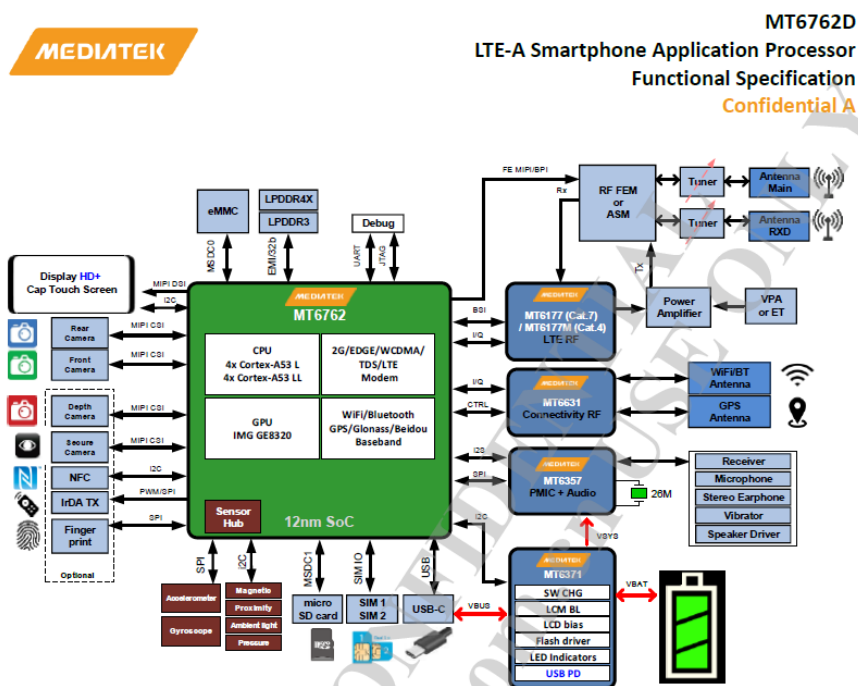 MEDIATEK
MT6762D
LTE-A Smartphone Application Processor
Functional Specification
Confidential A
FE MIPI/BPI
eMMC
LPDDR4X
LPDDR3
Debug
Rx
RF FEM
or
ASM
Tuner
Antenna
Main
Tuner
Antenna
RXD
MSDC0
EMI/32b
UART
JTAG
Tx
Display HD+
Cap Touch Screen
MIPI DSI
I2C
MEDIATEK
MT6762
BSI
I/Q
MEDIATEK
MT6177 (Cat.7)
/ MT6177M (Cat.4)
LTE RF
Power
Amplifier
VPA
or ET
Rear
Camera
MIPI CSI
Front
Camera
MIPI CSI
CPU
4x Cortex-A53 L
4x Cortex-A53 LL
2G/EDGE/WCDMA/
TDS/LTE
Modem
GPU
IMG GE8320
WiFi/Bluetooth
GPS/Glonass/Beidou
Baseband
I/Q
CTRL
MEDIATEK
MT6631
Connectivity RF
WiFi/BT
Antenna
GPS
Antenna
Depth
Camera
MIPI CSI
Secure
Camera
MIPI CSI
NFC
I2C
IrDA TX
PWM/SPI
Finger
print
SPI
Optional
I2S
SPI
MEDIATEK
MT6357
PMIC + Audio
26M
Receiver
Microphone
Stereo Earphone
Vibrator
Speaker Driver
Sensor
Hub
12nm SoC
I2C
VSYS
SPI
I2C
MSDC1
SIM IO
USB
Accelerometer
Gyroscope
Magnetic
Proximity
Ambient light
Pressure
micro
SD card
SIM 1
SIM 2
USB-C
VBUS
MEDIATEK
MT6371
SW CHG
LCM BL
LCD bias
Flash driver
LED Indicators
USB PD
VBAT